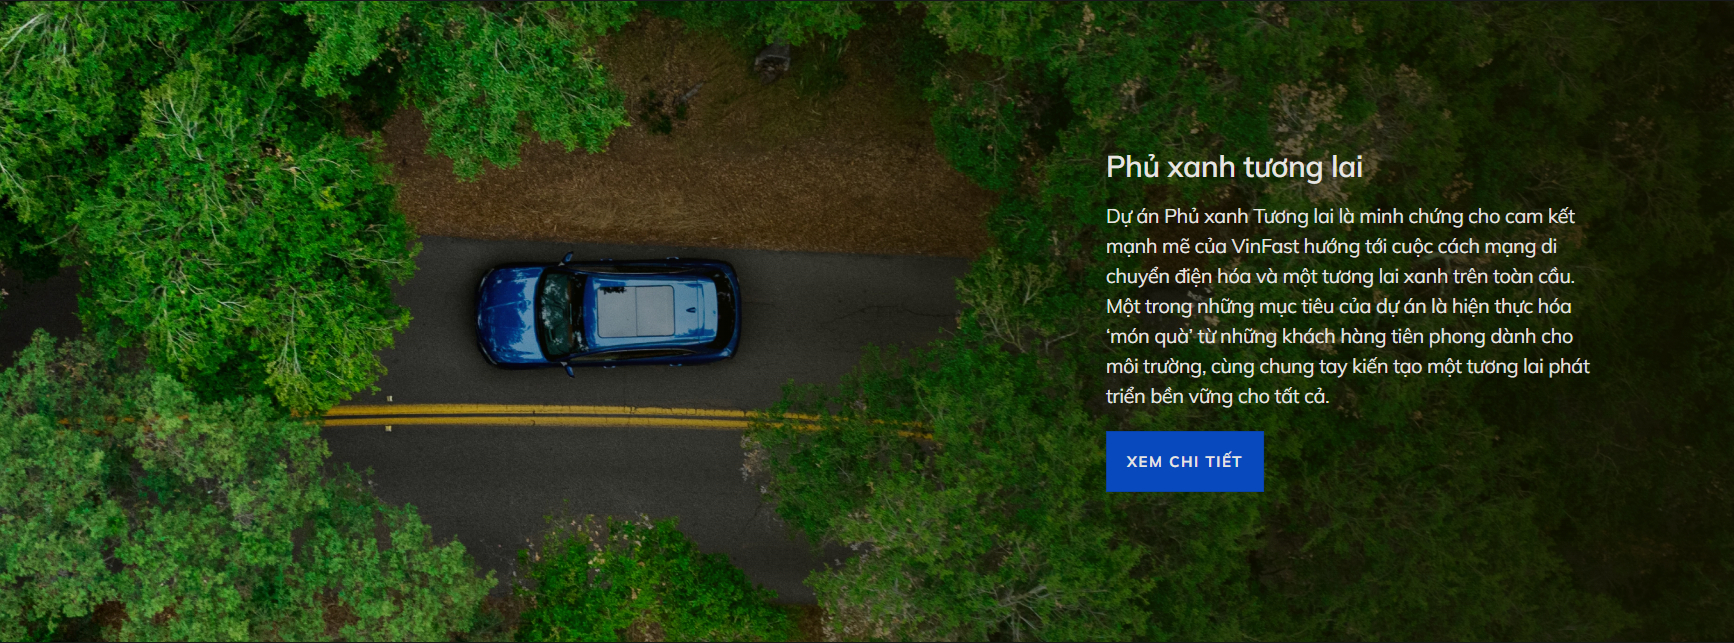 Phủ xanh tương lai
Dự án Phủ xanh Tương lai là minh chứng cho cam kết
mạnh mẽ của VinFast hướng tới cuộc cách mạng di
chuyển điện hóa và một tương lai xanh trên toàn cầu.
Một trong những mục tiêu của dự án là hiện thực hóa
‘món quà’ từ những khách hàng tiên phong dành cho
môi trường, cùng chung tay kiến tạo một tương lai phát
triển bền vững cho tất cả.
XEM CHI TIẾT